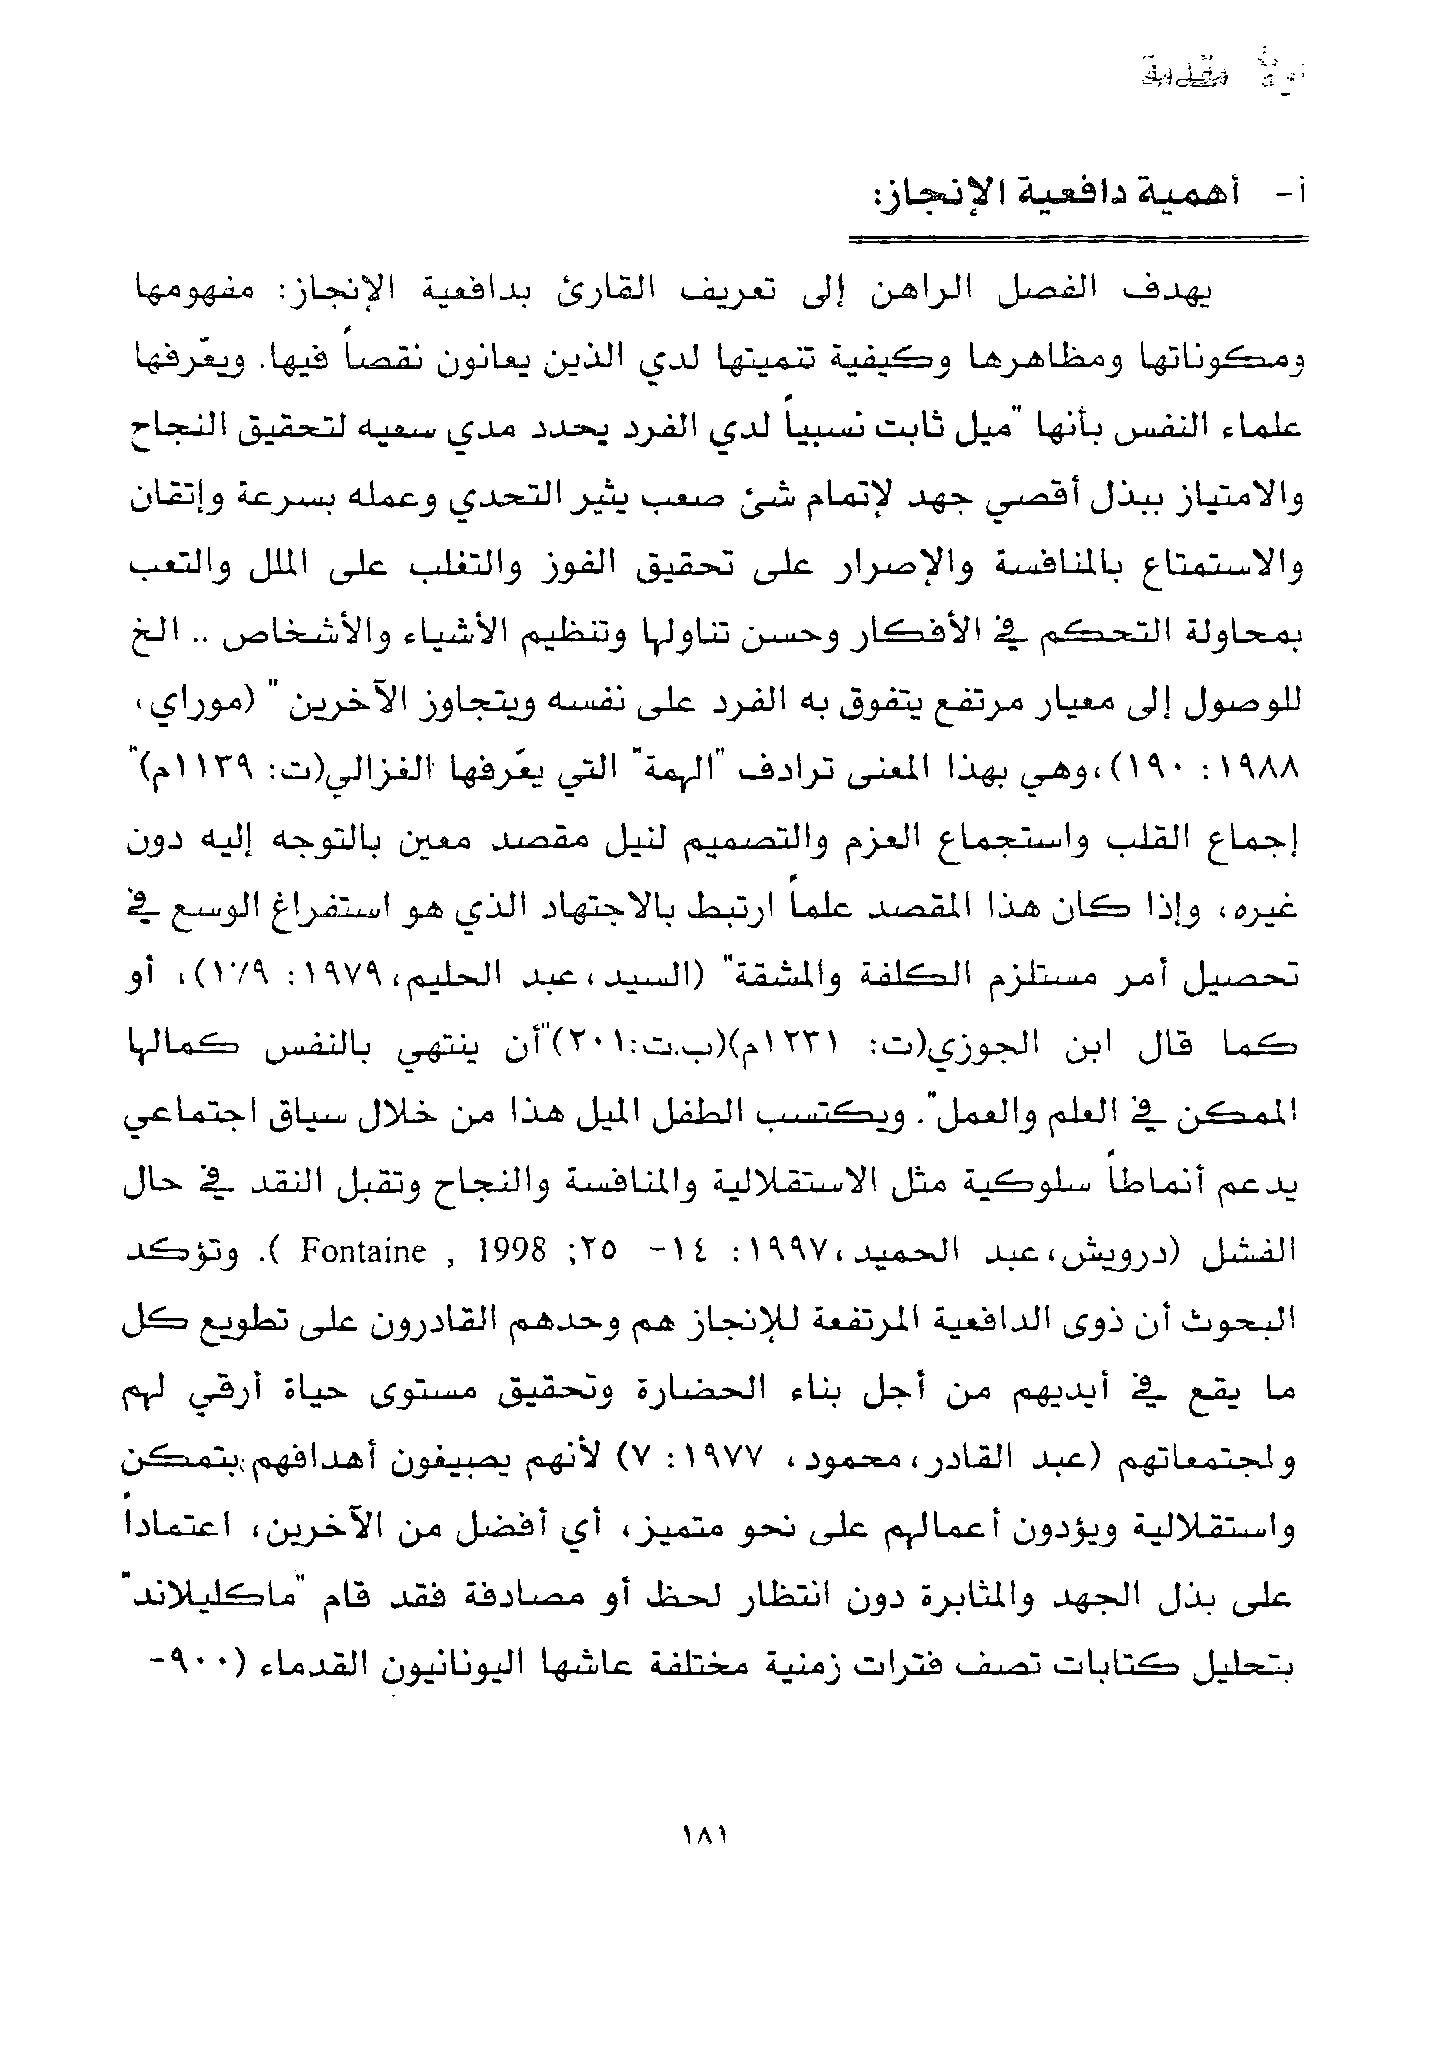 أولاً مقدمة
أ- أهمية دافعية الإنجاز:
يهدف الفصل الراهن إلى تعريف القارئ بدافعية الإنجاز: مفهومها
ومكوناتها ومظاهرها وكيفية تنميتها لدي الذين يعانون نقصاً فيها. ويعّرفها
علماء النفس بأنها "ميل ثابت نسبياً لدي الفرد يحدد مدي سعيه لتحقيق النجاح
والامتياز ببذل أقصي جهد لإتمام شئ صعب يثير التحدي وعمله بسرعة وإتقان
والاستمتاع بالمنافسة والإصرار على تحقيق الفوز والتغلب على الملل والتعب
بمحاولة التحكم في الأفكار وحسن تناولها وتنظيم الأشياء والأشخاص .. الخ
للوصول إلى معيار مرتفع يتفوق به الفرد على نفسه ويتجاوز الآخرين" (موراي،
١٩٨٨: ١٩٠)،وهي بهذا المعنى ترادف "الهمة" التي يعّرفها الغزالي(ت: ١١٣٩م)"
إجماع القلب واستجماع العزم والتصميم لنيل مقصد معين بالتوجه إليه دون
غيره، وإذا كان هذا المقصد علماً ارتبط بالاجتهاد الذي هو استفراغ الوسع في
تحصيل أمر مستلزم الكلفة والمشقة" (السيد،عبد الحليم،١٩٧٩: )، أو
كما قال ابن الجوزي(ت: ١٢٣١م)(ب.ت:٢٠١)"أن ينتهي بالنفس كمالها
الممكن في العلم والعمل". ويكتسب الطفل الميل هذا من خلال سياق اجتماعي
يدعم أنماطاً سلوكية مثل الاستقلالية والمنافسة والنجاح وتقبل النقد في حال
الفشل (درويش،عبد الحميد،١٩٩٧: ١٤- ٢٥; Fontaine , 1998 ). وتؤكد
البحوث أن ذوى الدافعية المرتفعة للإنجاز هم وحدهم القادرون على تطويع كل
ما يقع في أيديهم من أجل بناء الحضارة وتحقيق مستوى حياة أرقي لهم
ولمجتمعاتهم (عبد القادر،محمود، ١٩٧٧: ٧) لأنهم يصيغون أهدافهم بتمكن
واستقلالية ويؤدون أعمالهم على نحو متميز، أي أفضل من الآخرين، اعتماداً
على بذل الجهد والمثابرة دون انتظار لحظ أو مصادفة فقد قام "ماكليلاند"
بتحليل كتابات تصف فترات زمنية مختلفة عاشها اليونانيون القدماء (٩٠٠-
١٨١